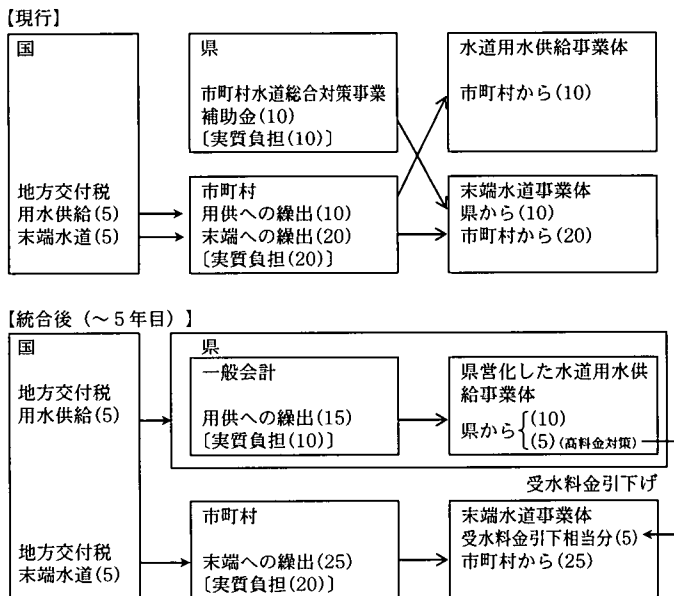 【現行】
国
地方交付税
用水供給(5)
末端水道(5)
県
市町村水道総合対策事業
補助金(10)
〔実質負担(10)〕
市町村
用供への繰出(10)
末端への繰出(20)
〔実質負担(20)〕
水道用水供給事業体
市町村から(10)
末端水道事業体
県から(10)
市町村から(20)
【統合後（～5年目）】
国
地方交付税
用水供給(5)
地方交付税
末端水道(5)
県
一般会計
用供への繰出(15)
〔実質負担(10)〕
県営化した水道用水供
給事業体
県から{(10)
(5)(高料金対策)
受水料金引下げ
市町村
末端への繰出(25)
〔実質負担(20)〕
末端水道事業体
受水料金引下相当分(5)
市町村から(25)